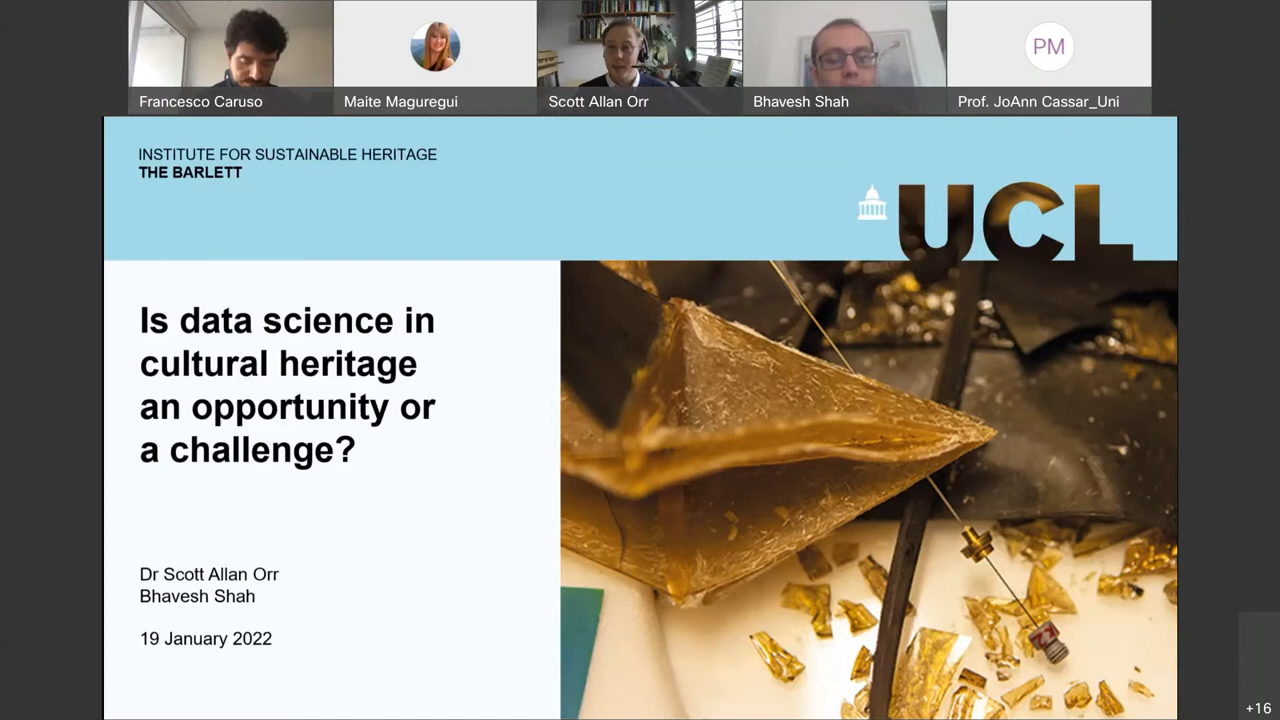 Francesco Caruso
Maite Maguregui
Scott Allan Orr
Bhavesh Shah
PM
Prof. JoAnn Cassar_Uni
INSTITUTE FOR SUSTAINABLE HERITAGE
THE BARLETT
UCL
Is data science in
cultural heritage
an opportunity or
a challenge?
Dr Scott Allan Orr
Bhavesh Shah
19 January 2022
+16